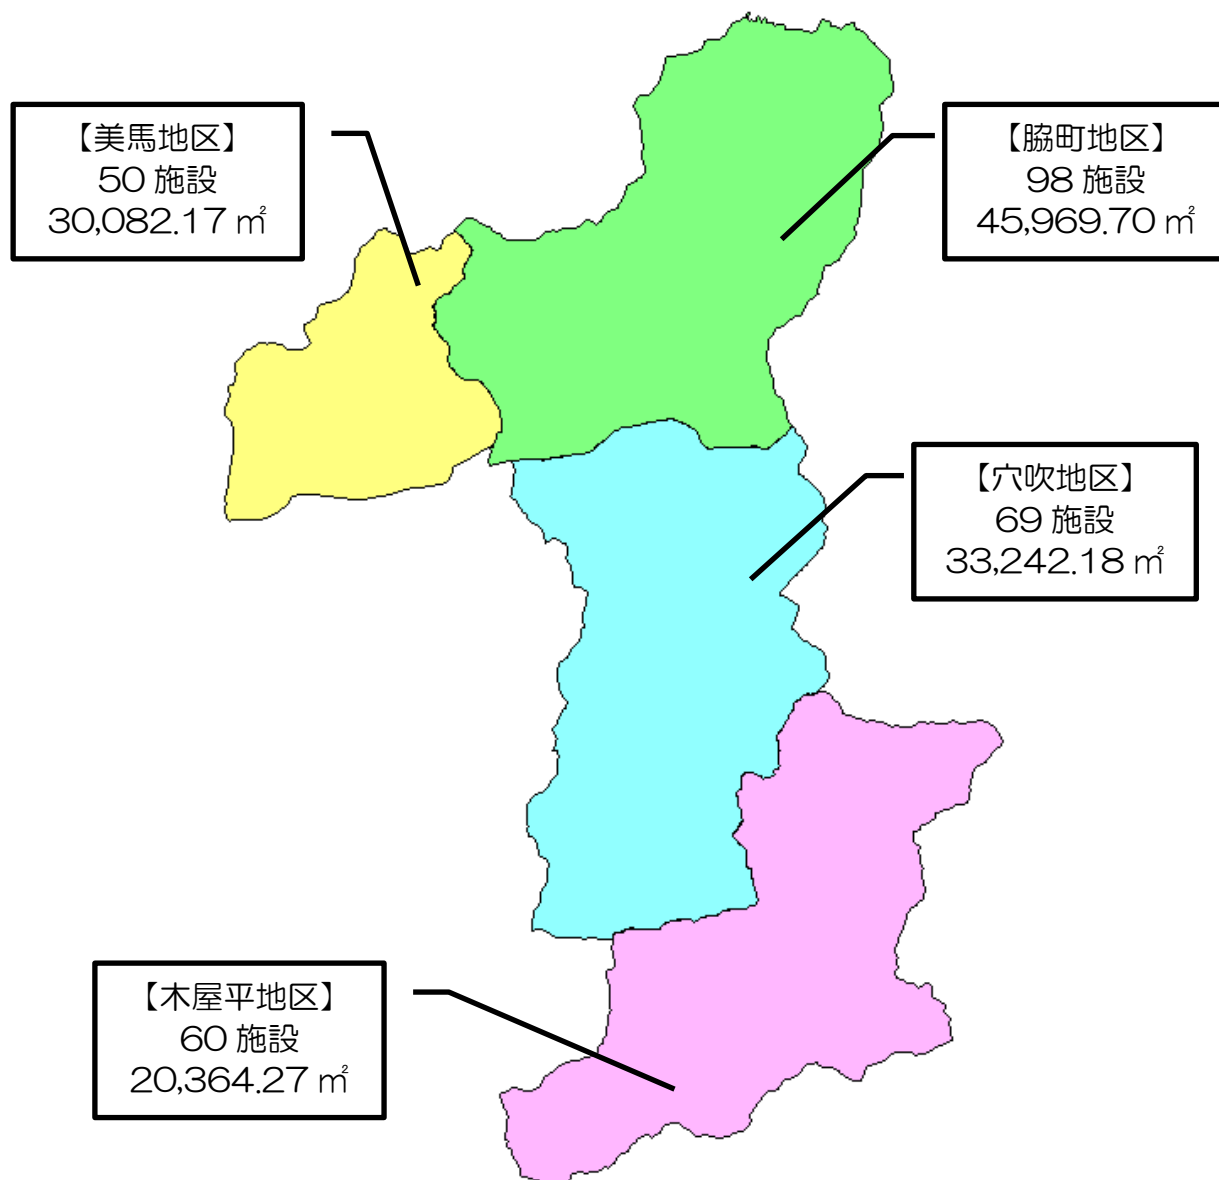 【美馬地区】
50 施設
30,082.17 ㎡
【脇町地区】
98 施設
45,969.70 ㎡
【穴吹地区】
69 施設
33,242.18 ㎡
【木屋平地区】
60 施設
20,364.27 ㎡